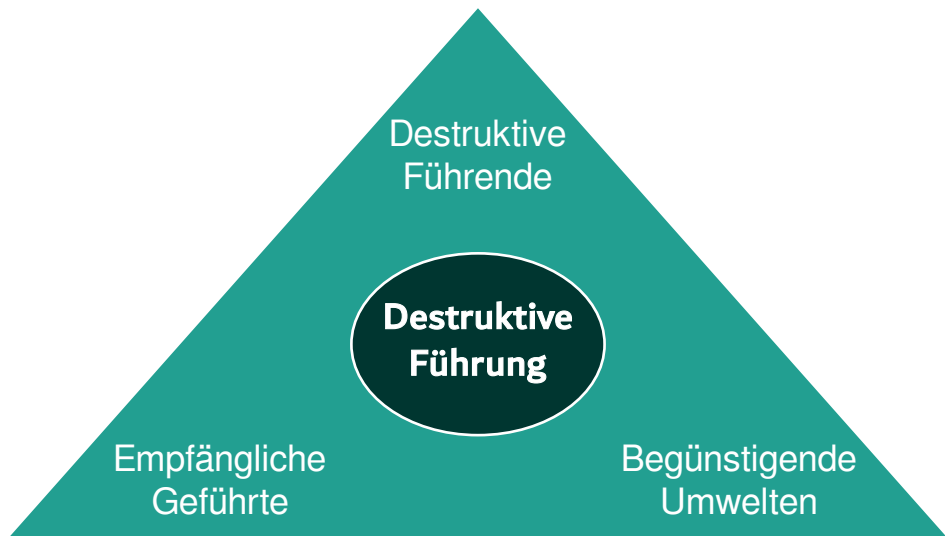 Destruktive
Führende
Destruktive
Führung
Empfängliche
Geführte
Begünstigende
Umwelten